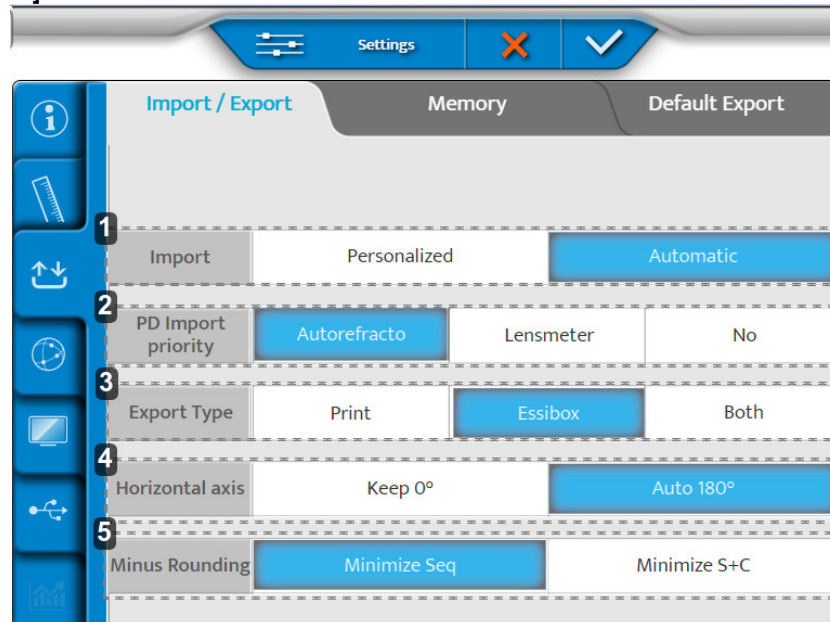 Settings
Import / Export Memory Default Export
1
Import Personalized Automatic
2
PD Import
priority Autorefracto Lensmeter No
3
Export Type Print Essibox Both
4
Horizontal axis Keep 0° Auto 180°
5
Minus Rounding Minimize Seq Minimize S+C